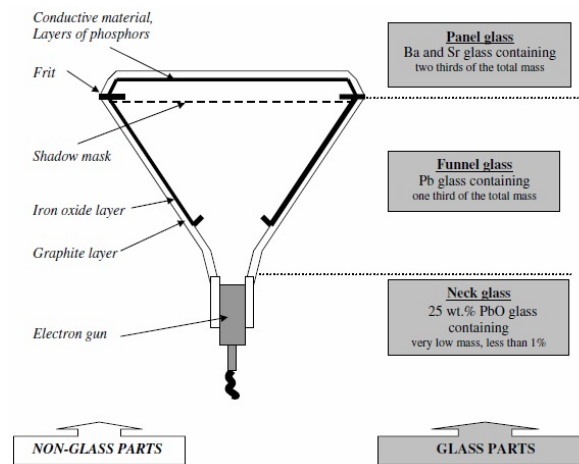 Conductive material,
Layers of phosphors
Frit
Shadow mask
Iron oxide layer
Graphite layer
Electron gun
NON-GLASS PARTS
Panel glass
Ba and Sr glass containing
two thirds of the total mass
Funnel glass
Pb glass containing
one third of the total mass
Neck glass
25 wt.% PbO glass
containing
very low mass, less than 1%
GLASS PARTS